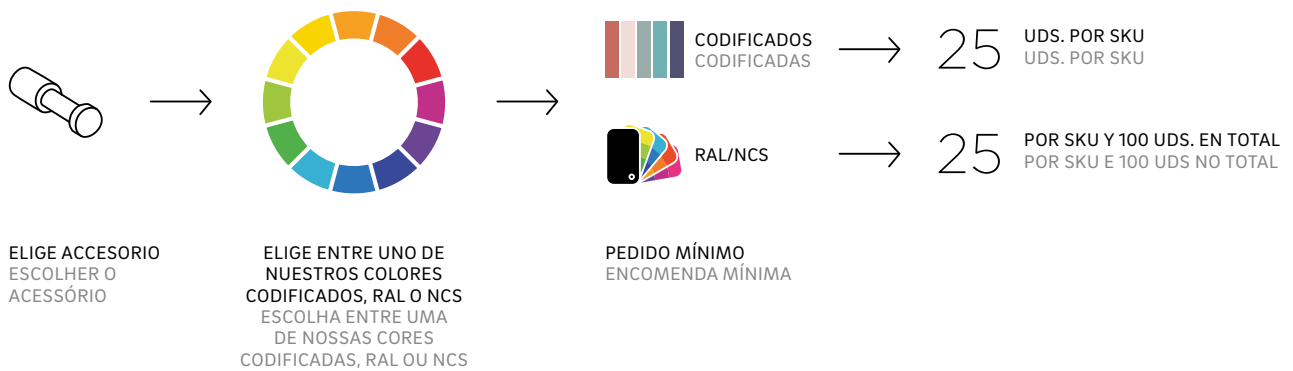 CODIFICADOS
CODIFICADAS
25
UDS. POR SKU
UDS. POR SKU
RAL/NCS
25
POR SKU Y 100 UDS. EN TOTAL
POR SKU E 100 UDS NO TOTAL
ELIGE ACCESORIO
ESCOLHER O
ACESSÓRIO
ELIGE ENTRE UNO DE
NUESTROS COLORES
CODIFICADOS, RAL O NCS
ESCOLHA ENTRE UMA
DE NOSSAS CORES
CODIFICADAS, RAL OU NCS
PEDIDO MÍNIMO
ENCOMENDA MÍNIMA